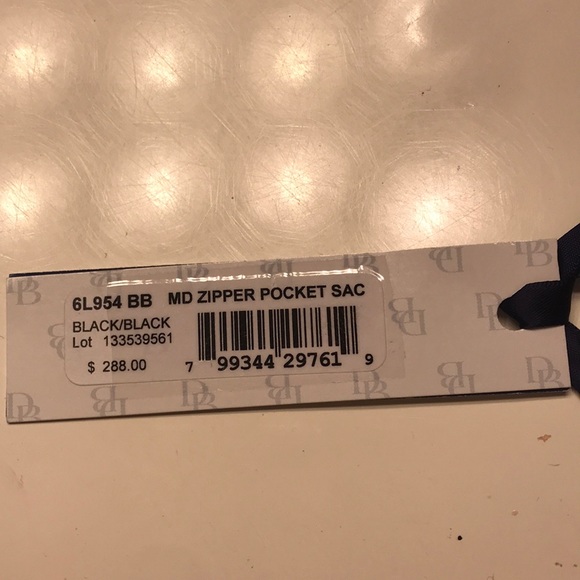 6L954 BB MD ZIPPER POCKET SAC
BLACK/BLACK
Lot 133539561
$ 288.00
7 99344 29761 9